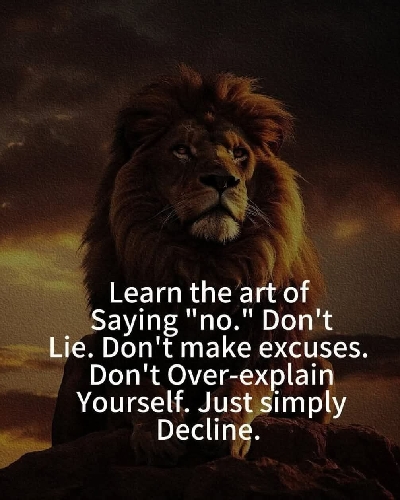 Learn the art of
Saying "no." Don't
Lie. Don't make excuses.
Don't Over-explain
Yourself. Just simply
Decline.